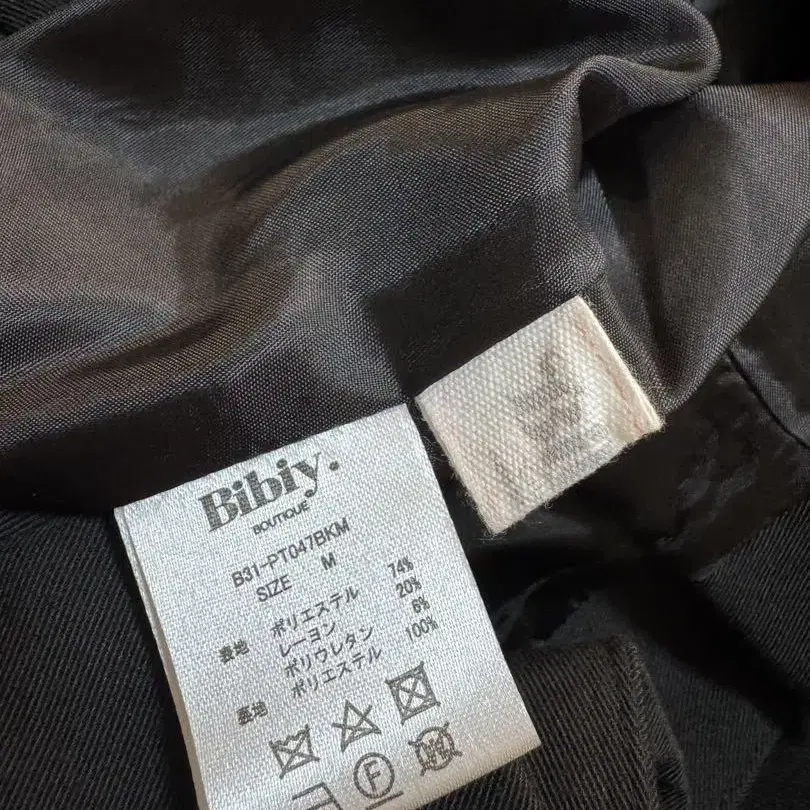 Bibiy.
BOUTIQUE
B31-PT047BKM
SIZE M
表地 ポリエステル 74%
レーヨン 20%
ポリウレタン 6%
裏地 ポリエステル 100%
F
W